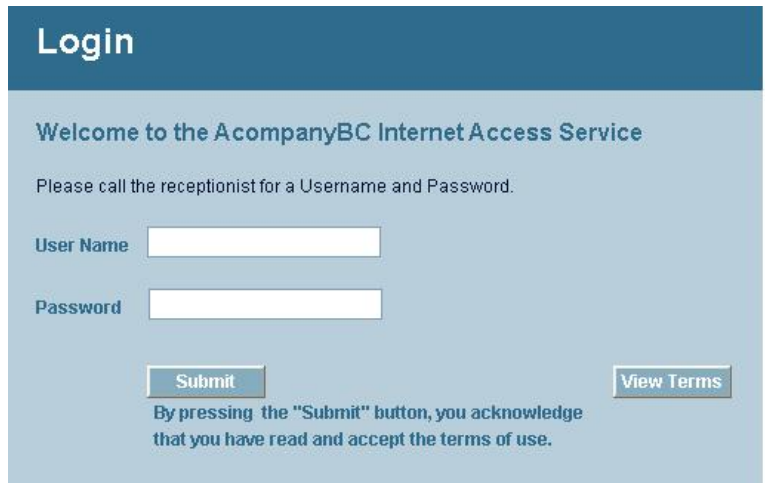 Login
Welcome to the AcompanyBC Internet Access Service
Please call the receptionist for a Username and Password.
User Name
Password
Submit
View Terms
By pressing the "Submit" button, you acknowledge
that you have read and accept the terms of use.